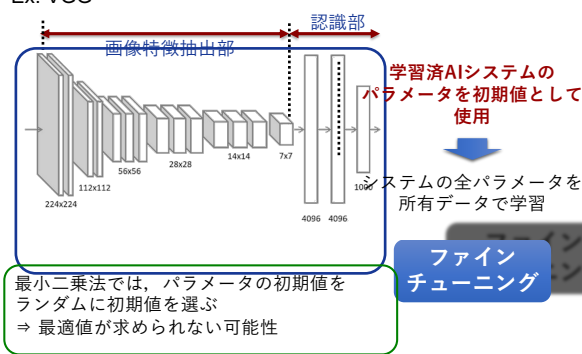 Ex. VGG
認識部
画像特徴抽出部
学習済AIシステムの
パラメータを初期値として
使用
224x224
112x112
56x56
28x28
14x14
7x7
4096
4096
1000
システムの全パラメータを
所有データで学習
ファイン
チューニング
最小二乗法では，パラメータの初期値を
ランダムに初期値を選ぶ
⇒ 最適値が求められない可能性